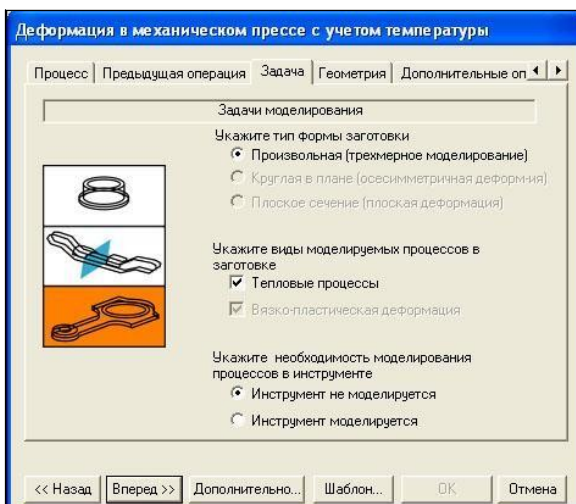 Деформация в механическом прессе с учетом температуры
Процесс Предыдущая операция Задача Геометрия Дополнительные оп
Задачи моделирования
Укажите тип формы заготовки
Произвольная (трехмерное моделирование)
Круглая в плане (осесимметричная деформ-ия)
Плоское сечение (плоская деформация)
Укажите виды моделируемых процессов в
заготовке
Тепловые процессы
Вязко-пластическая деформация
Укажите необходимость моделирования
процессов в инструменте
Инструмент не моделируется
Инструмент моделируется
<< Назад Вперед >> Дополнительно... Шаблон... OK Отмена